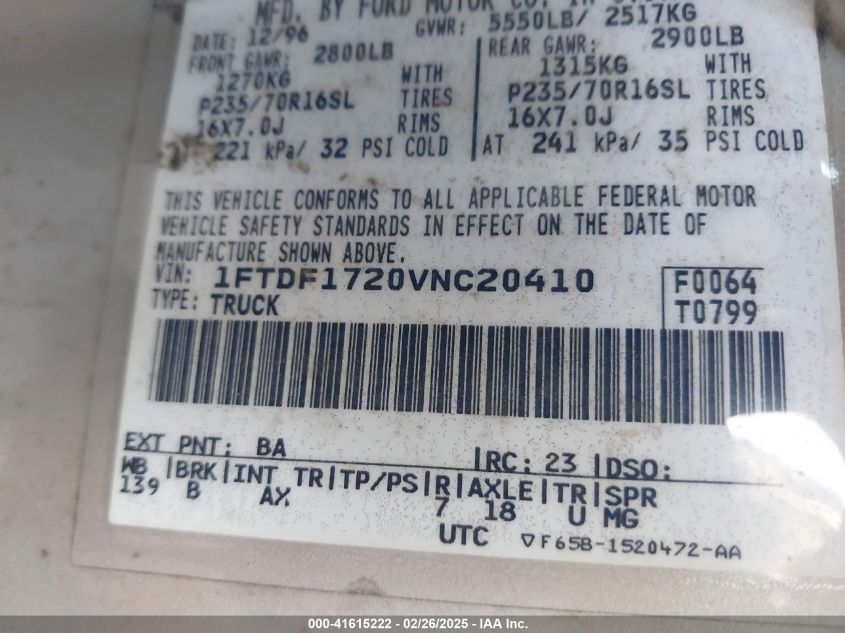 MFD. BY FORD MOTOR CO. IN
DATE: 12/96 GVWR: 5550LB/ 2517KG
FRONT GAWR: 2800LB REAR GAWR: 2900LB
1270KG WITH 1315KG WITH
P235/70R16SL TIRES P235/70R16SL TIRES
16X7.0J RIMS 16X7.0J RIMS
AT 221 kPa/ 32 PSI COLD AT 241 kPa/ 35 PSI COLD
THIS VEHICLE CONFORMS TO ALL APPLICABLE FEDERAL MOTOR
VEHICLE SAFETY STANDARDS IN EFFECT ON THE DATE OF
MANUFACTURE SHOWN ABOVE.
VIN: 1FTDF1720VNC20410 F0064
TYPE: TRUCK T0799
EXT PNT: BA RC: 23 DSO:
WB BRK INT TR TP/PS R AXLE TR SPR
139 B AX 7 18 U MG
UTC ▽F65B-1520472-AA
000-41615222 - 02/26/2025 - IAA Inc.